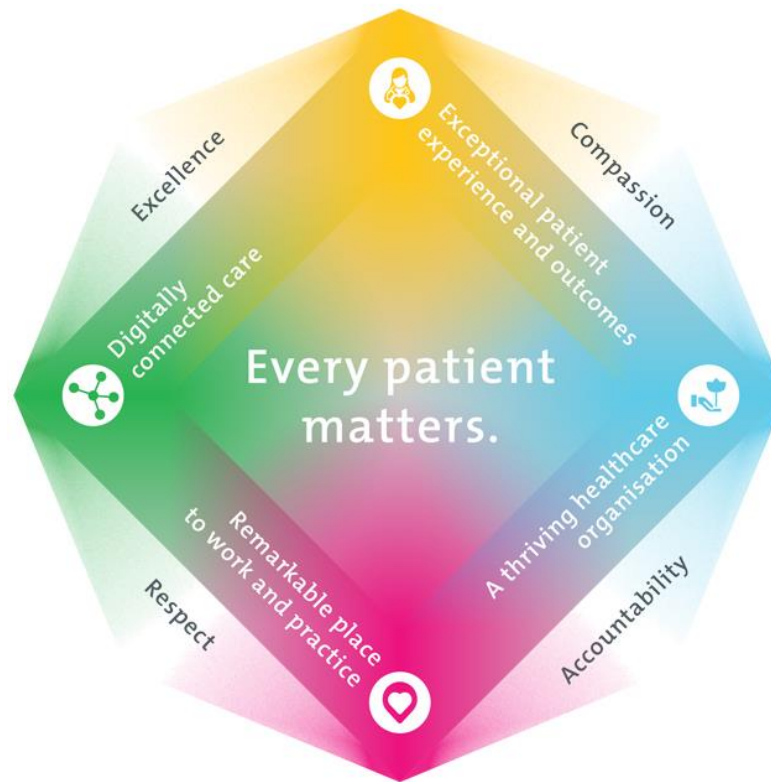 Excellence
Compassion
Exceptional patient
experience and outcomes
Digitally
connected care
Every patient
matters.
Remarkable place
to work and practice
A thriving healthcare
organisation
Respect
Accountability